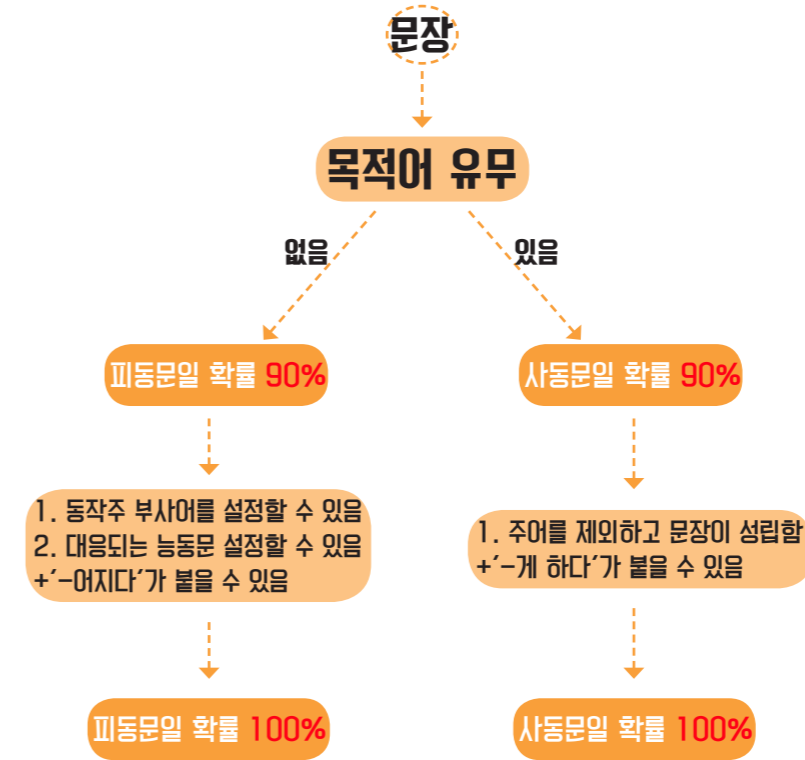 문장
목적어 유무
없음
있음
피동문일 확률 90%
사동문일 확률 90%
1. 동작주 부사어를 설정할 수 있음
2. 대응되는 능동문 설정할 수 있음
+'-어지다'가 붙을 수 있음
1. 주어를 제외하고 문장이 성립함
+'-게 하다'가 붙을 수 있음
피동문일 확률 100%
사동문일 확률 100%